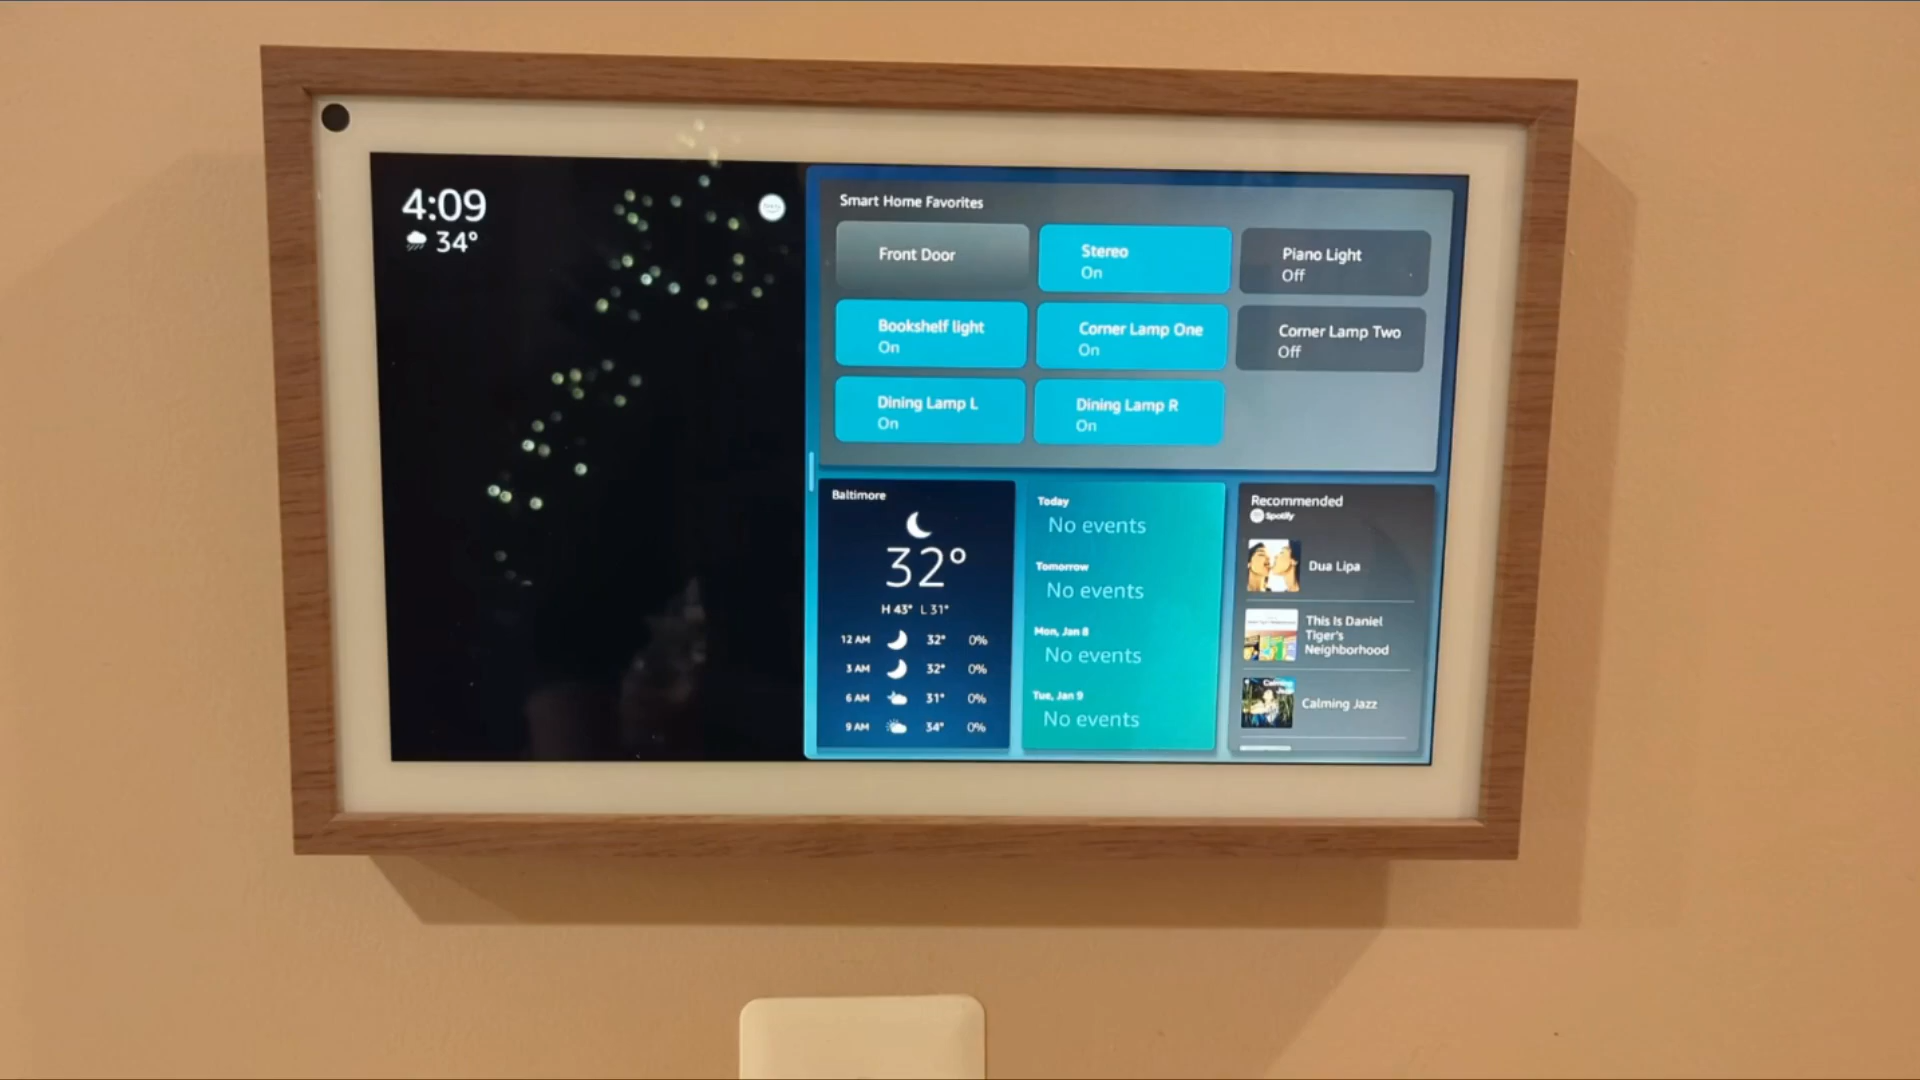 4:09
34°
Smart Home Favorites
Front Door
Stereo
On
Piano Light
Off
Bookshelf light
On
Corner Lamp One
On
Corner Lamp Two
Off
Dining Lamp L
On
Dining Lamp R
On
Baltimore
32°
H 43° L 31°
12 AM 32° 0%
3 AM 32° 0%
6 AM 31° 0%
9 AM 34° 0%
Today
No events
Tomorrow
No events
Mon, Jan 8
No events
Tue, Jan 9
No events
Recommended
Spotify
Dua Lipa
This Is Daniel
Tiger's
Neighborhood
Calming Jazz